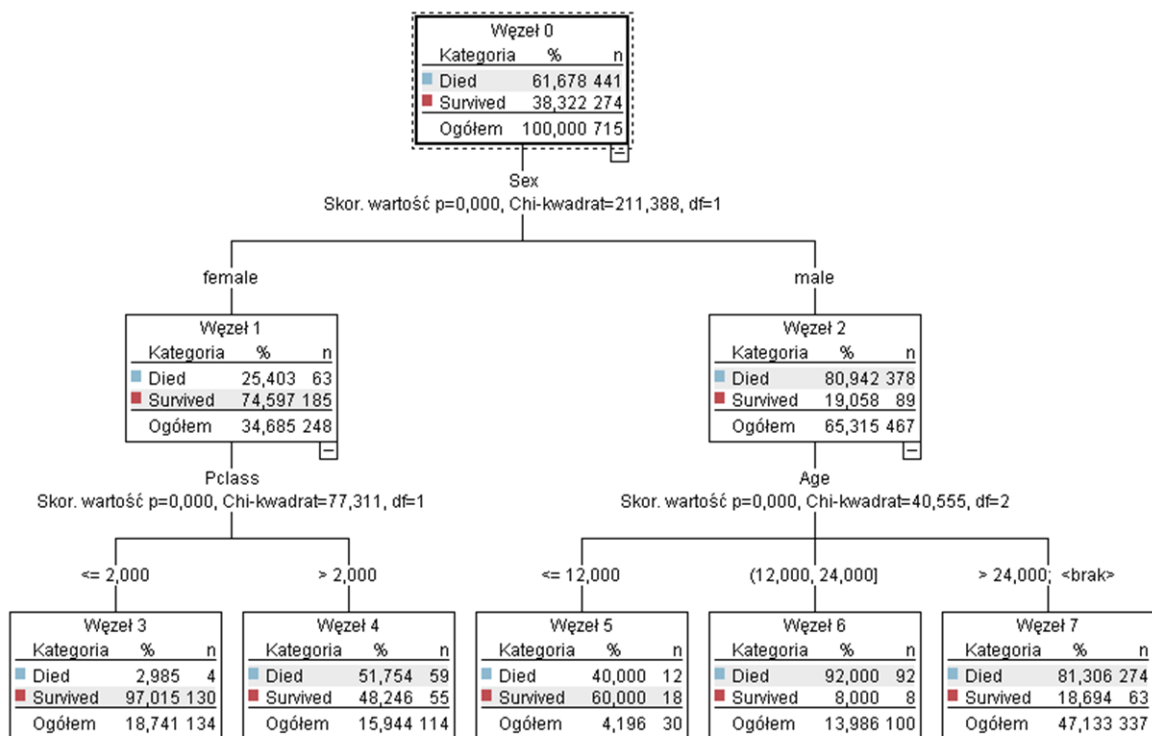 Węzeł 0
Kategoria % n
Died 61,678 441
Survived 38,322 274
Ogółem 100,000 715
Sex
Skor. wartość p=0,000, Chi-kwadrat=211,388, df=1
female
male
Węzeł 1
Kategoria % n
Died 25,403 63
Survived 74,597 185
Ogółem 34,685 248
Węzeł 2
Kategoria % n
Died 80,942 378
Survived 19,058 89
Ogółem 65,315 467
Pclass
Skor. wartość p=0,000, Chi-kwadrat=77,311, df=1
Age
Skor. wartość p=0,000, Chi-kwadrat=40,555, df=2
<= 2,000
> 2,000
<= 12,000
(12,000, 24,000]
> 24,000; <brak>
Węzeł 3
Kategoria % n
Died 2,985 4
Survived 97,015 130
Ogółem 18,741 134
Węzeł 4
Kategoria % n
Died 51,754 59
Survived 48,246 55
Ogółem 15,944 114
Węzeł 5
Kategoria % n
Died 40,000 12
Survived 60,000 18
Ogółem 4,196 30
Węzeł 6
Kategoria % n
Died 92,000 92
Survived 8,000 8
Ogółem 13,986 100
Węzeł 7
Kategoria % n
Died 81,306 274
Survived 18,694 63
Ogółem 47,133 337